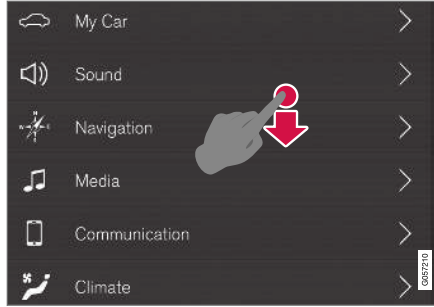 My Car
Sound
Navigation
Media
Communication
Climate
G057210